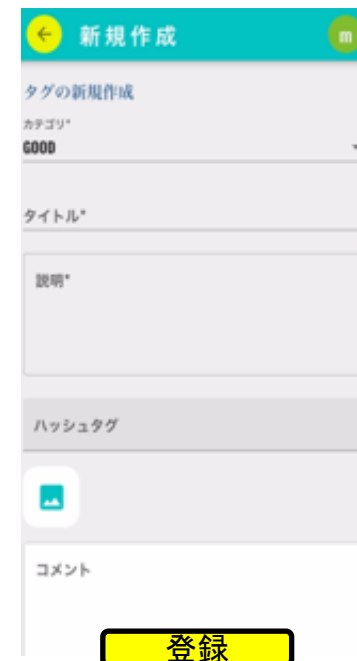 新規作成
m
タグの新規作成
カテゴリ*
GOOD
タイトル*
説明*
ハッシュタグ
コメント
登録